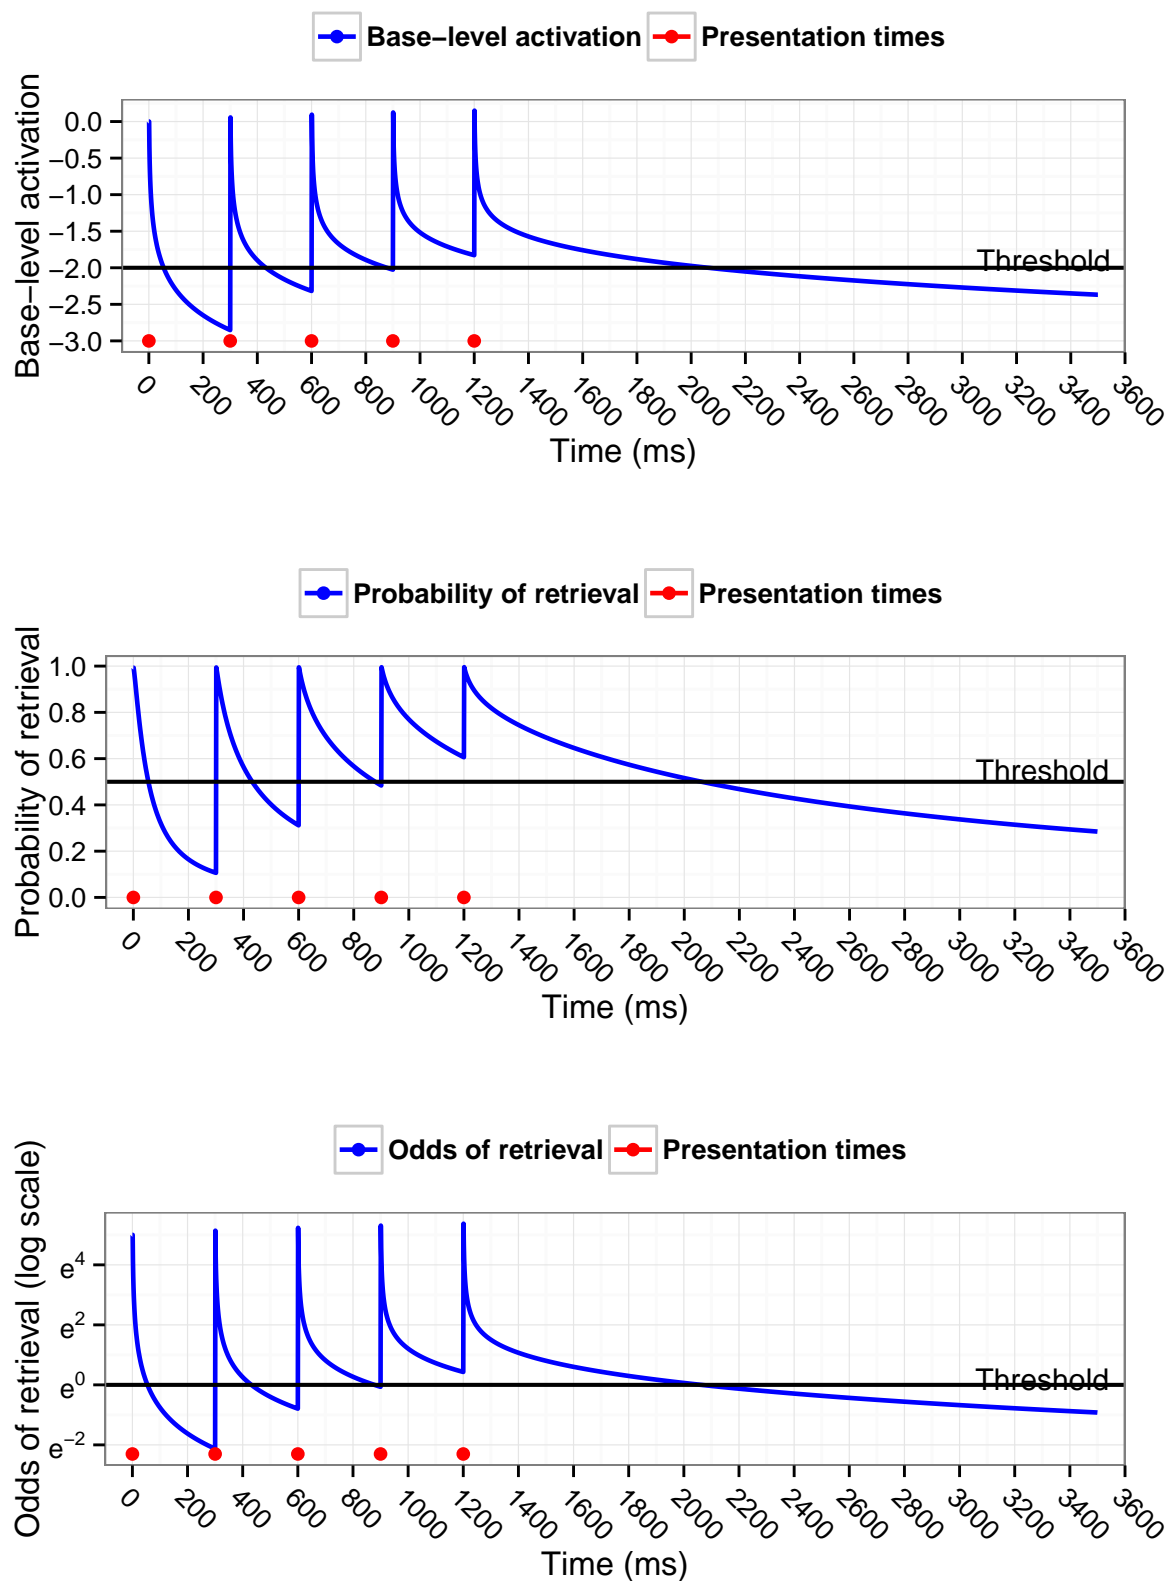 Base−level activation Presentation times
Base−level activation
0.0
−0.5
−1.0
−1.5
−2.0
−2.5
−3.0
Threshold
0 200 400 600 800 1000 1200 1400 1600 1800 2000 2200 2400 2600 2800 3000 3200 3400 3600
Time (ms)
Probability of retrieval Presentation times
Probability of retrieval
1.0
0.8
0.6
0.4
0.2
0.0
Threshold
0 200 400 600 800 1000 1200 1400 1600 1800 2000 2200 2400 2600 2800 3000 3200 3400 3600
Time (ms)
Odds of retrieval Presentation times
Odds of retrieval (log scale)
e⁴
e²
e⁰
e⁻²
Threshold
0 200 400 600 800 1000 1200 1400 1600 1800 2000 2200 2400 2600 2800 3000 3200 3400 3600
Time (ms)